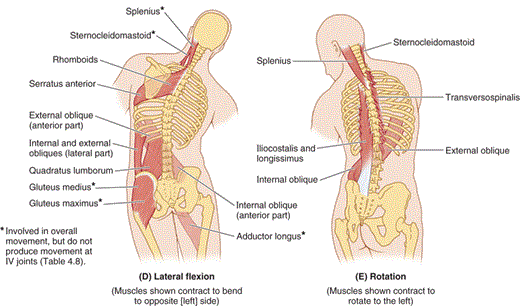 Splenius*
Sternocleidomastoid*
Rhomboids
Serratus anterior
External oblique
(anterior part)
Internal and external
obliques (lateral part)
Quadratus lumborum
Gluteus medius*
Gluteus maximus*
*Involved in overall
movement, but do not
produce movement at
IV joints (Table 4.8).
Internal oblique
(anterior part)
Adductor longus*
(D) Lateral flexion
(Muscles shown contract to bend
to opposite [left] side)
Sternocleidomastoid
Splenius
Transversospinalis
Iliocostalis and
longissimus
External oblique
Internal oblique
(E) Rotation
(Muscles shown contract to
rotate to the left)